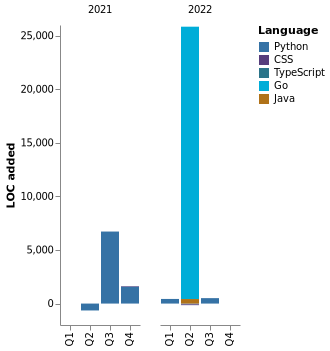 2021 2022
Language
Python
CSS
TypeScript
Go
Java
LOC added
25,000
20,000
15,000
10,000
5,000
0
Q1 Q2 Q3 Q4 Q1 Q2 Q3 Q4